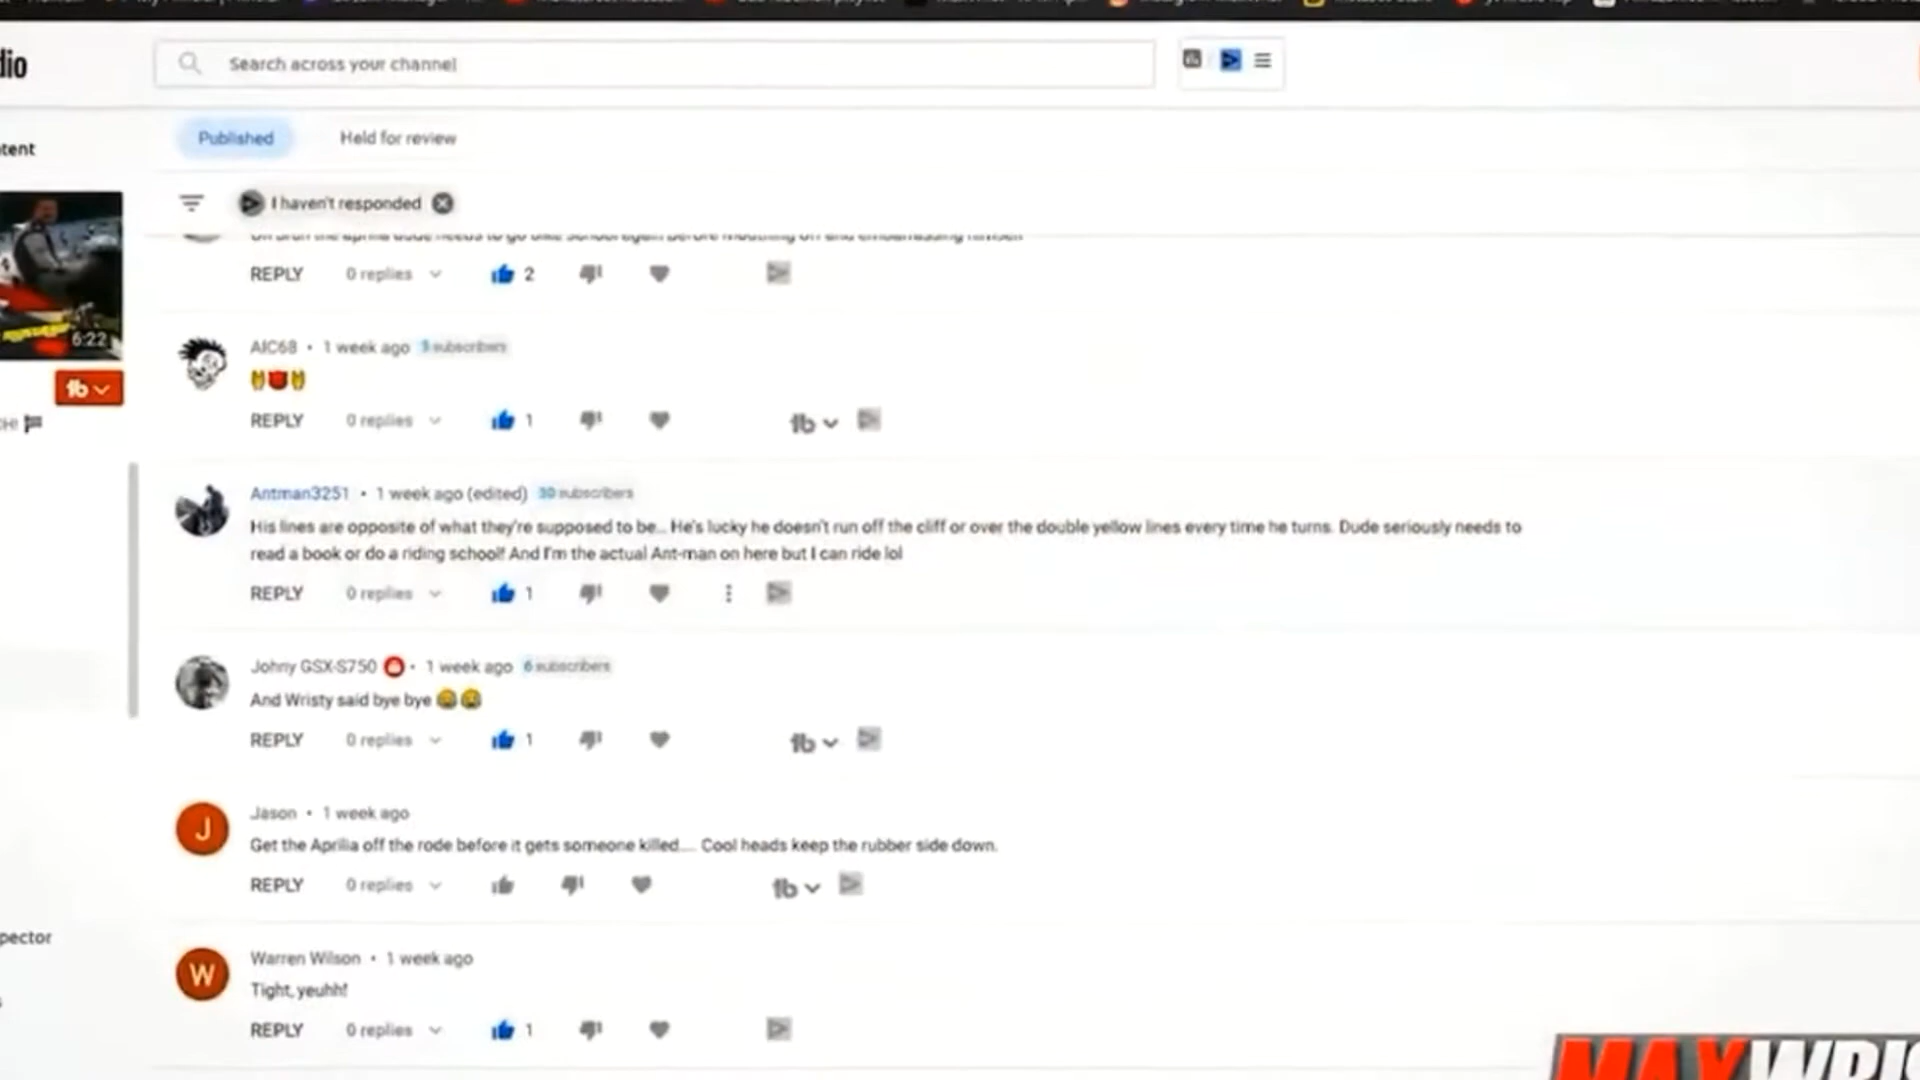 dio
Search across your channel
Published
Held for review
tent
I haven't responded
REPLY 0 replies 2
6:22
AIC68 • 1 week ago subscribers
REPLY 0 replies 1
Antman3251 • 1 week ago (edited) 30 subscribers
His lines are opposite of what they're supposed to be... He's lucky he doesn't run off the cliff or over the double yellow lines every time he turns. Dude seriously needs to
read a book or do a riding school! And I'm the actual Ant-man on here but I can ride lol
REPLY 0 replies 1
Johny GSX-S750 • 1 week ago 6 subscribers
And Wristy said bye bye
REPLY 0 replies 1
J
Jason • 1 week ago
Get the Aprilia off the rode before it gets someone killed.... Cool heads keep the rubber side down.
REPLY 0 replies
pector
W
Warren Wilson • 1 week ago
Tight, yeuhh!
REPLY 0 replies 1
MAXWRIS